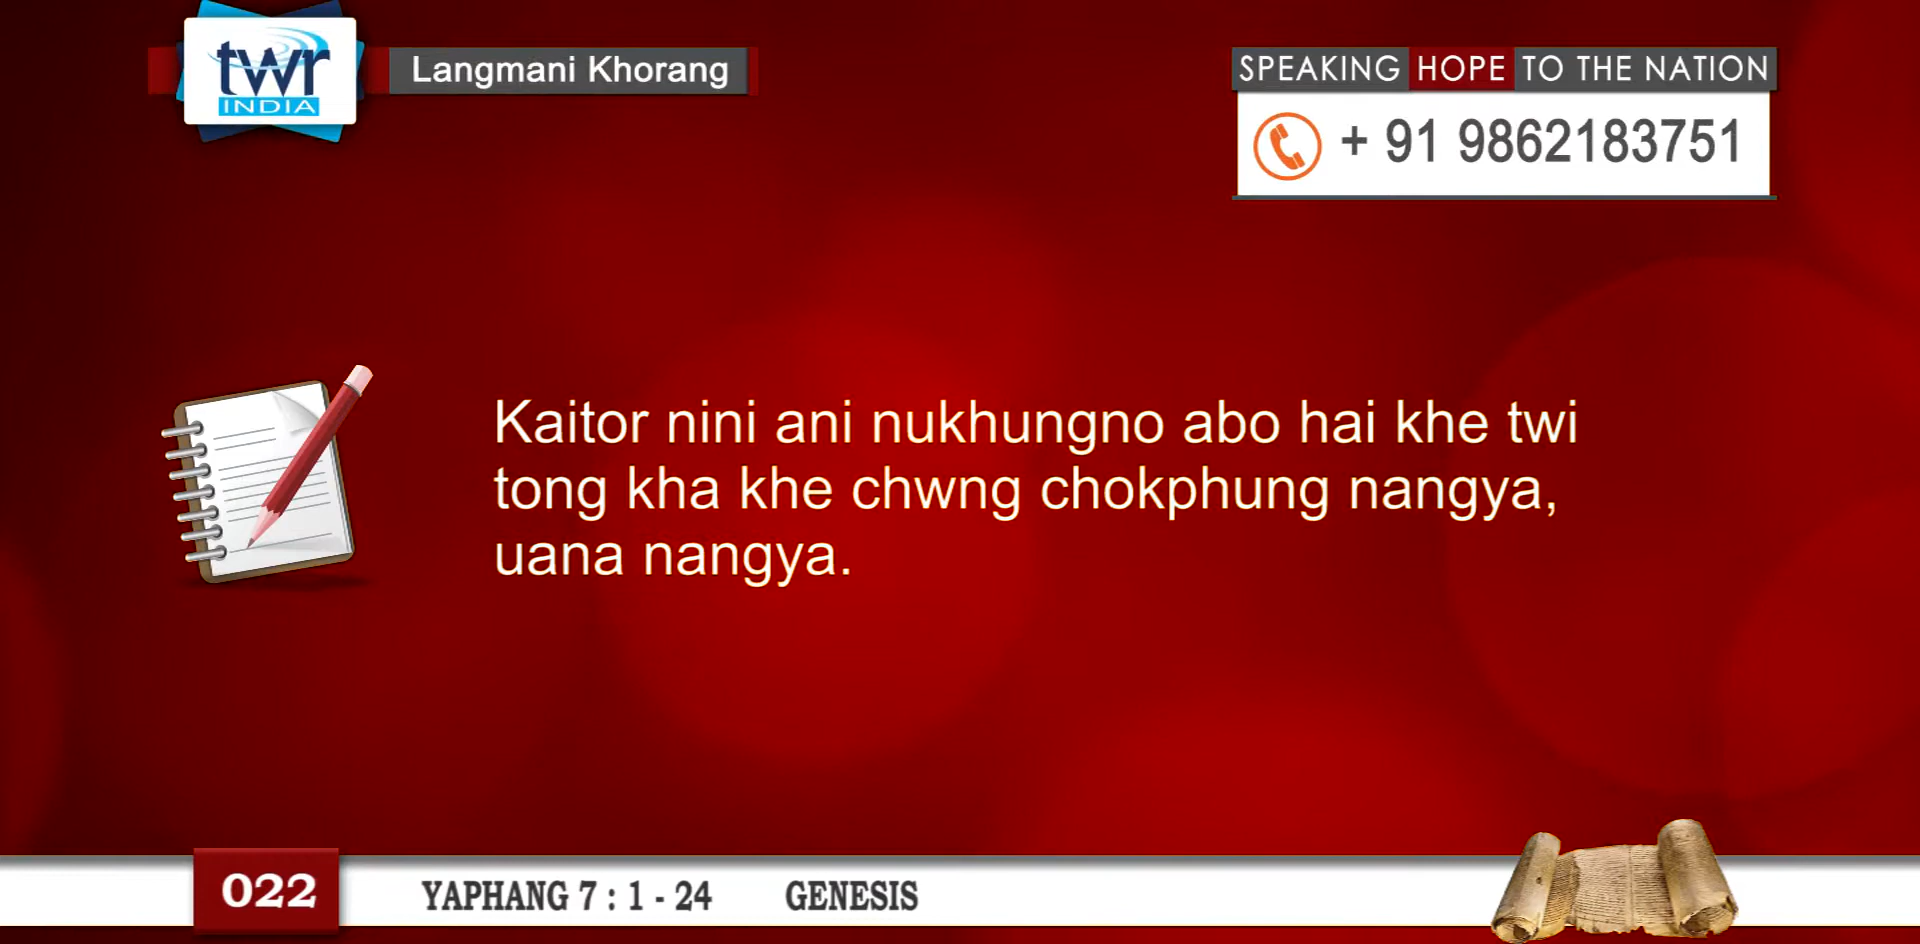 twr
INDIA
Langmani Khorang
SPEAKING HOPE TO THE NATION
+ 91 9862183751
Kaitor nini ani nukhungno abo hai khe twi
tong kha khe chwng chokphung nangya,
uana nangya.
022
YAPHANG 7 : 1 - 24 GENESIS